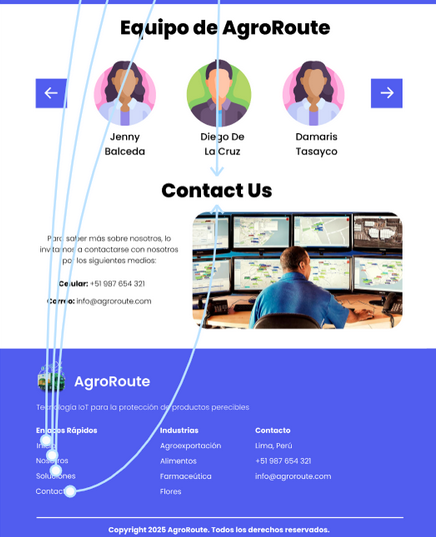 Equipo de AgroRoute
Jenny
Balceda
Diego De
La Cruz
Damaris
Tasayco
Contact Us
Para saber más sobre nosotros, lo
invitamos a contactarse con nosotros
por los siguientes medios:
Celular: +51 987 654 321
Correo: info@agroroute.com
AgroRoute
Tecnología IoT para la protección de productos perecibles
Enlaces Rápidos
Inicio
Nosotros
Soluciones
Contacto
Industrias
Agroexportación
Alimentos
Farmaceútica
Flores
Contacto
Lima, Perú
+51 987 654 321
info@agroroute.com
Copyright 2025 AgroRoute. Todos los derechos reservados.